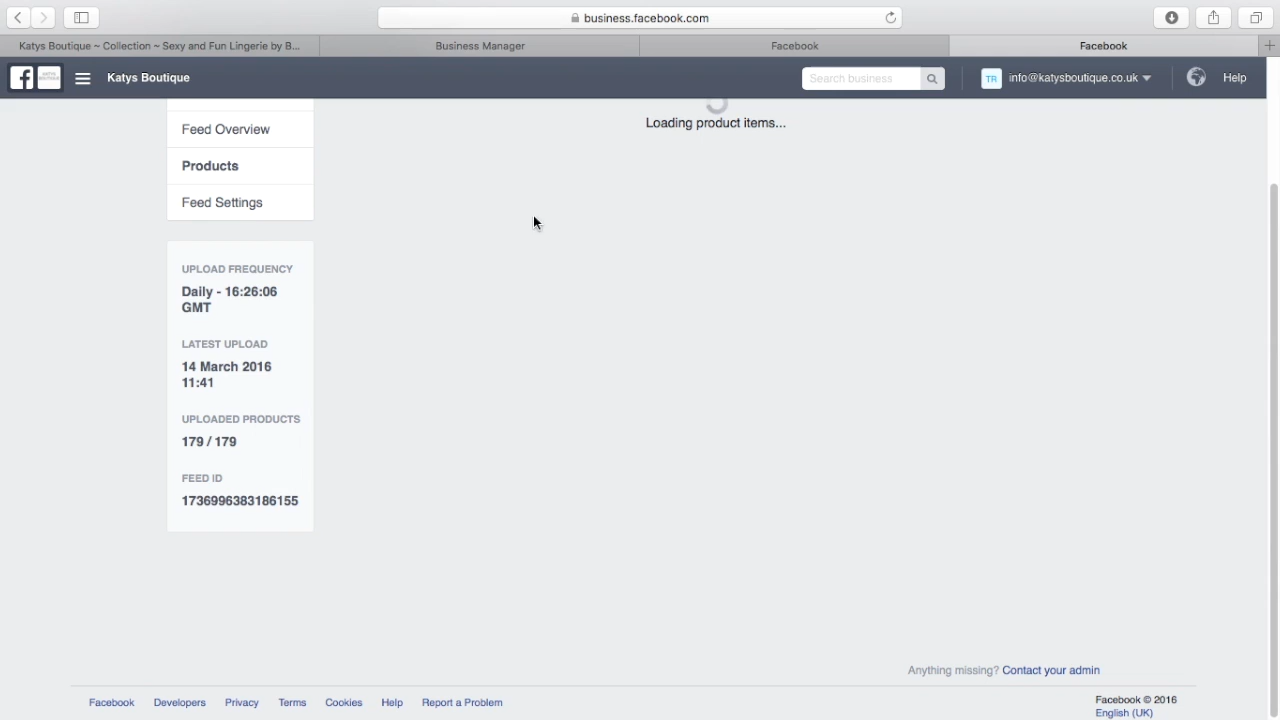 business.facebook.com
Katys Boutique ~ Collection ~ Sexy and Fun Lingerie by B...
Business Manager
Facebook
Facebook
Katys Boutique
Search business
TR
info@katysboutique.co.uk
Help
Loading product items...
Feed Overview
Products
Feed Settings
UPLOAD FREQUENCY
Daily - 16:26:06
GMT
LATEST UPLOAD
14 March 2016
11:41
UPLOADED PRODUCTS
179 / 179
FEED ID
1736996383186155
Anything missing? Contact your admin
Facebook
Developers
Privacy
Terms
Cookies
Help
Report a Problem
Facebook © 2016
English (UK)